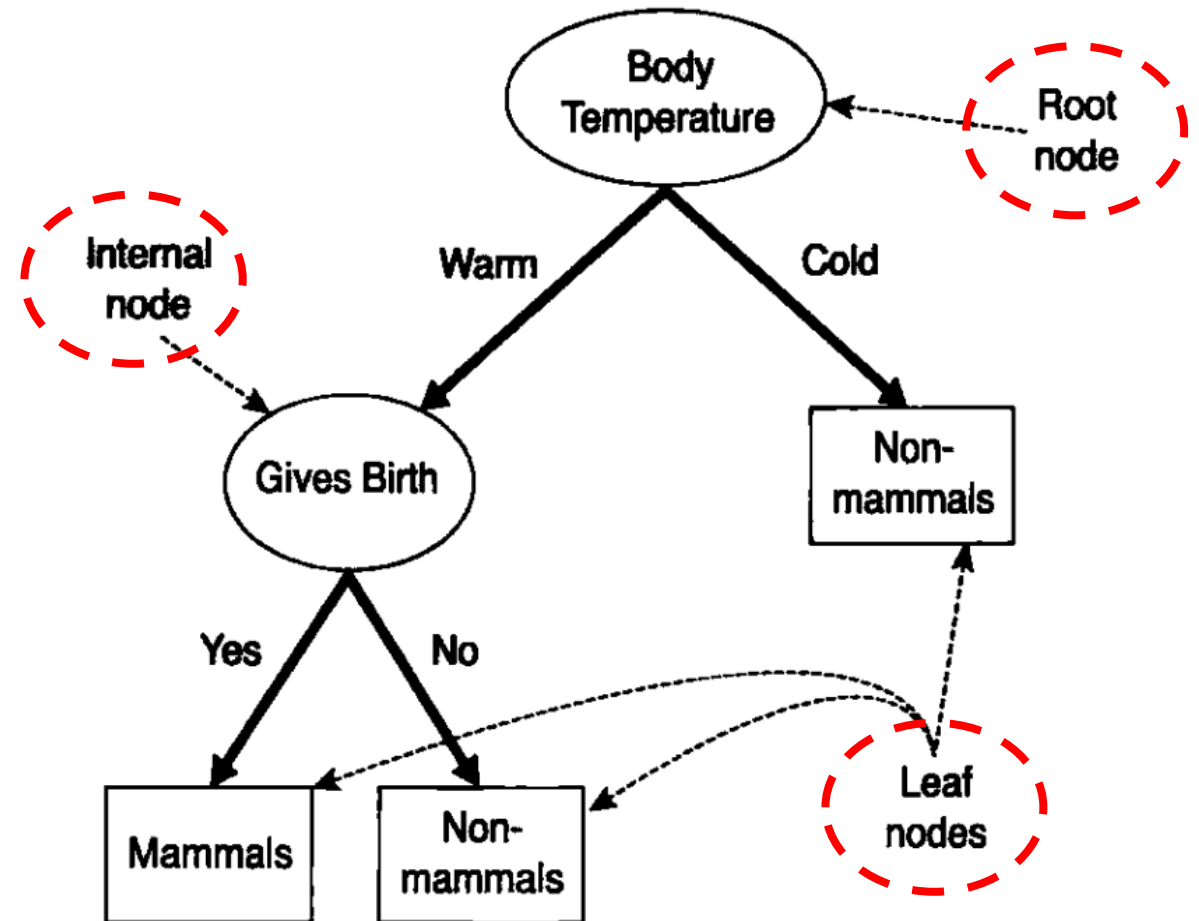 Body
Temperature
Root
node
Internal
node
Warm
Cold
Gives Birth
Non-
mammals
Yes
No
Mammals
Non-
mammals
Leaf
nodes